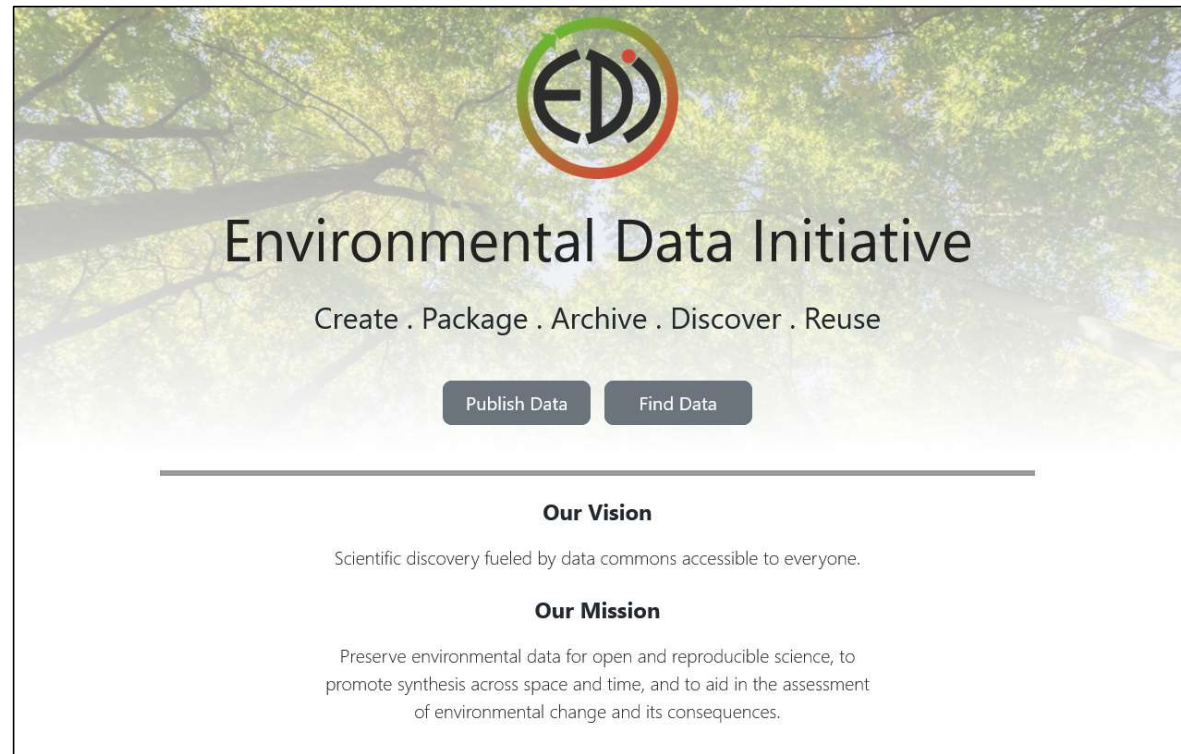 EDI
Environmental Data Initiative
Create . Package . Archive . Discover . Reuse
Publish Data
Find Data
Our Vision
Scientific discovery fueled by data commons accessible to everyone.
Our Mission
Preserve environmental data for open and reproducible science, to
promote synthesis across space and time, and to aid in the assessment
of environmental change and its consequences.